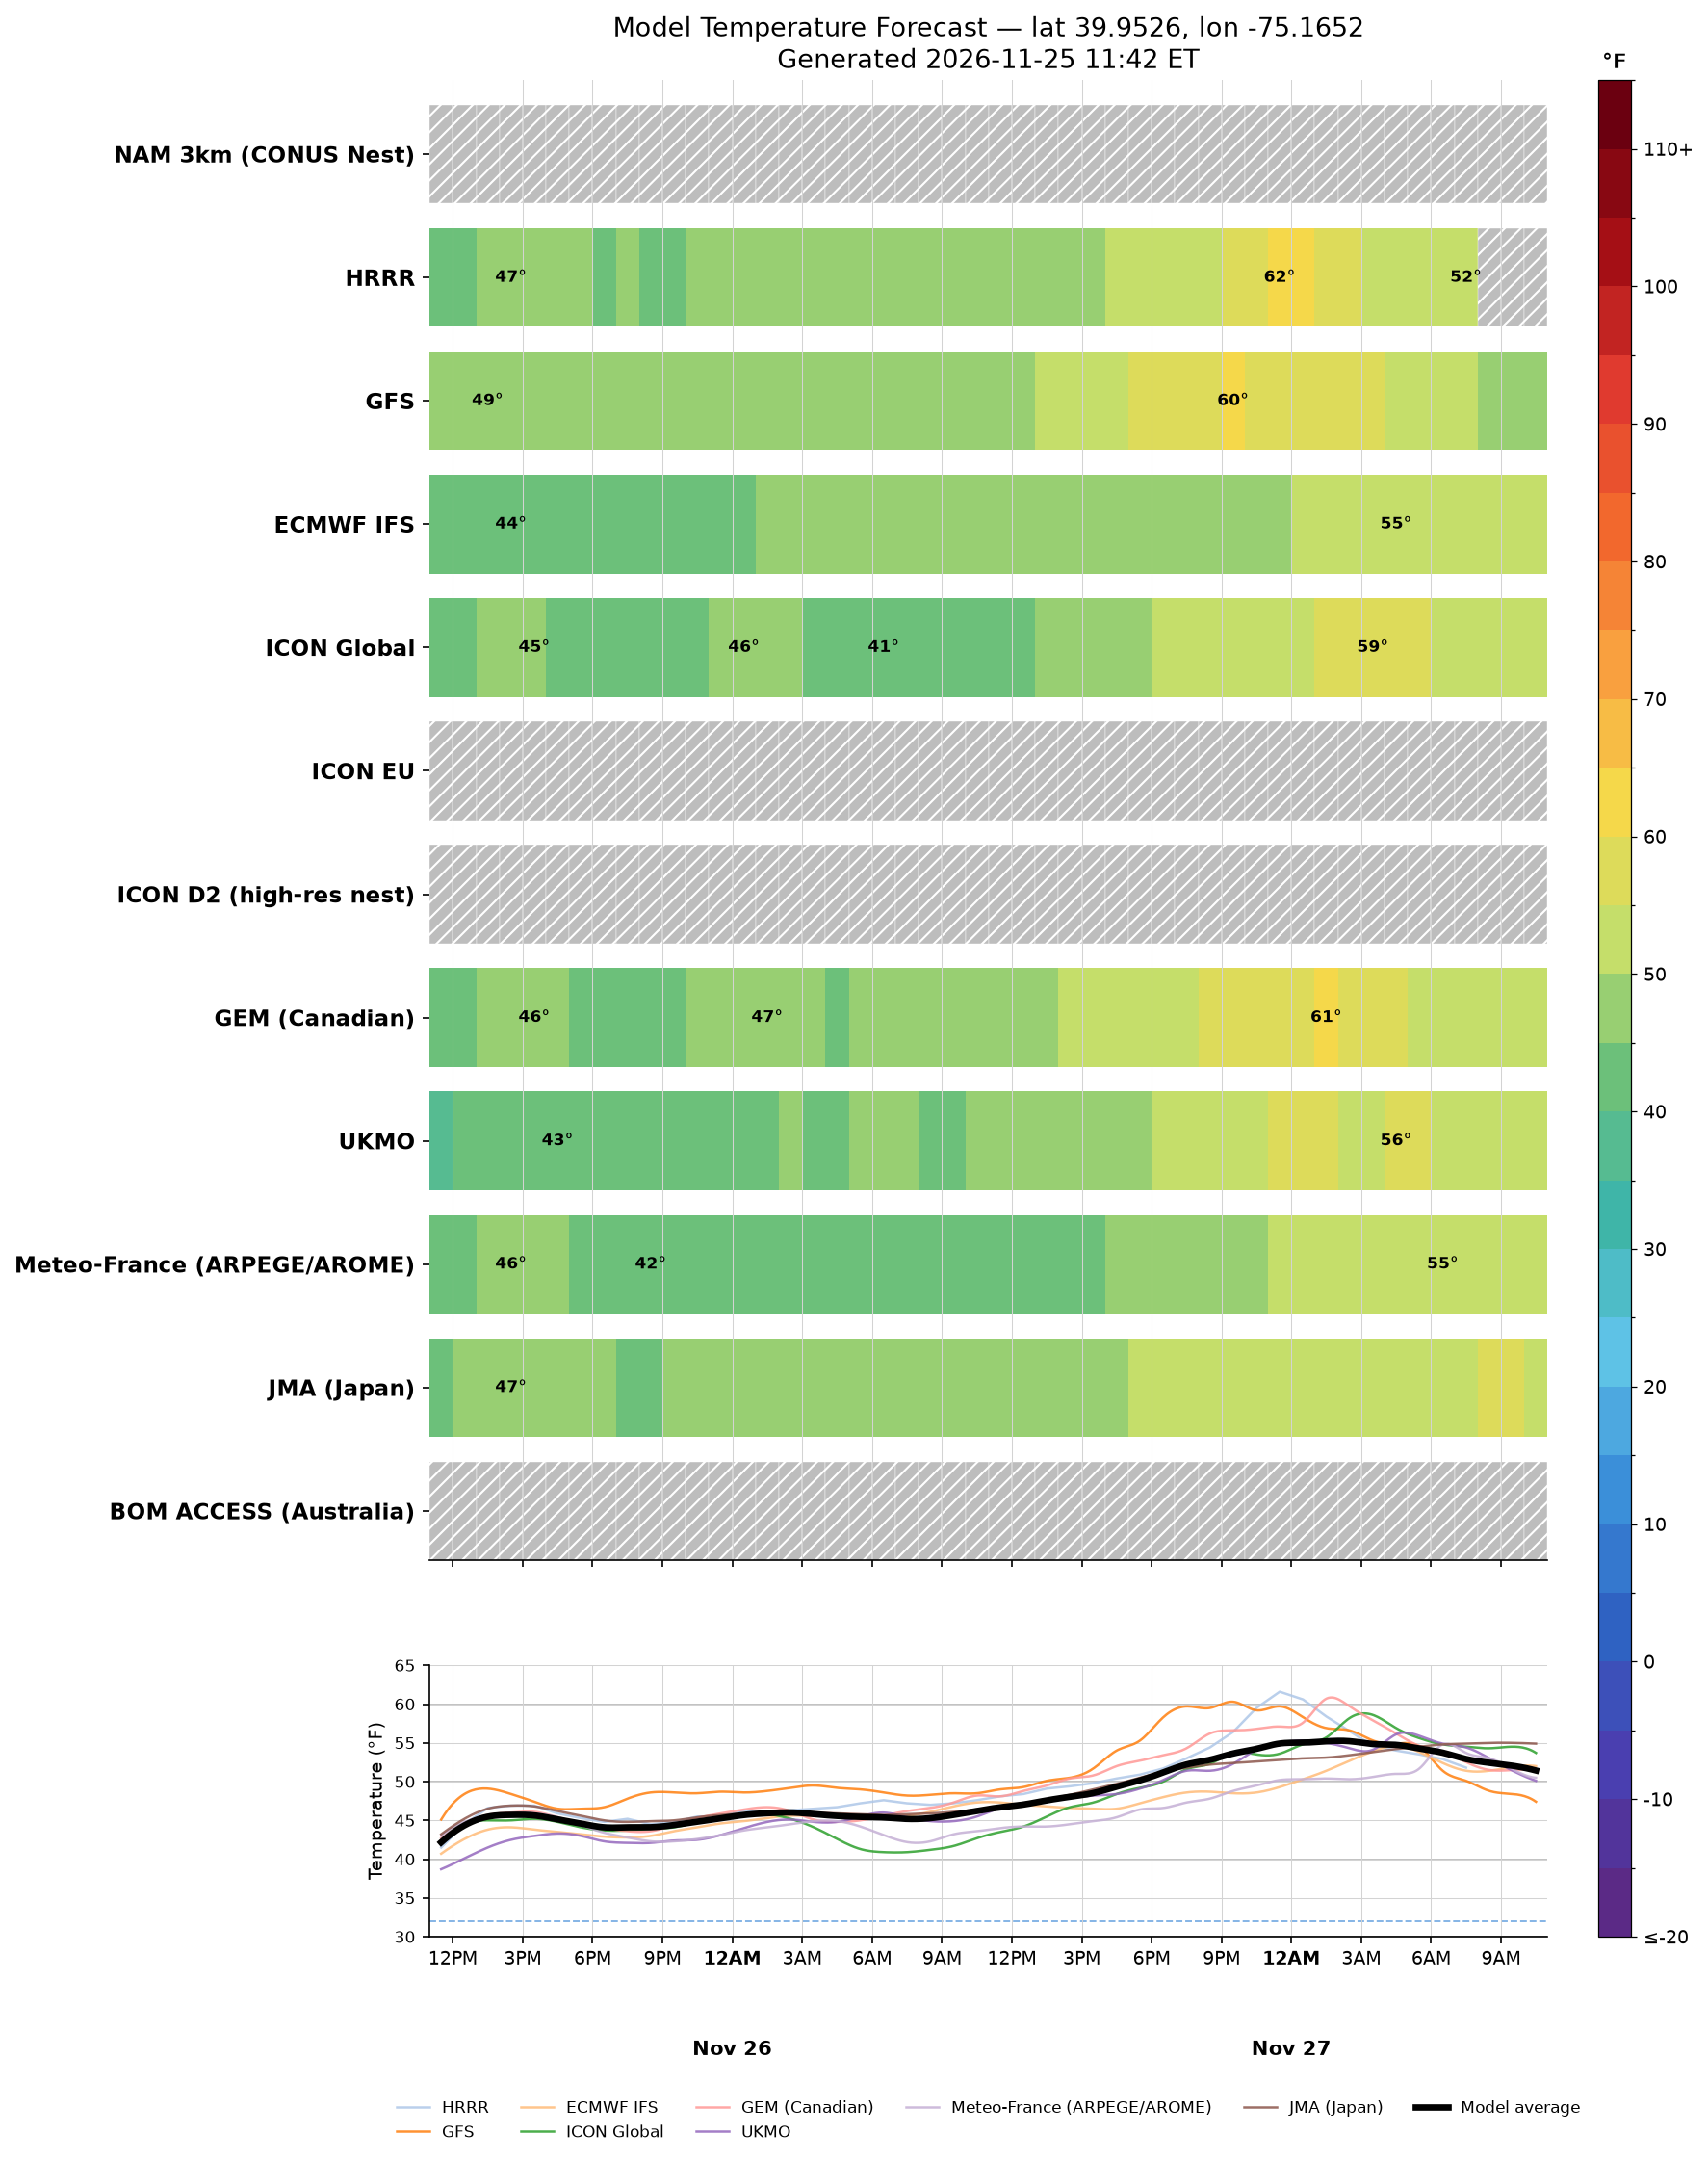 Model Temperature Forecast — lat 39.9526, lon -75.1652
Generated 2026-11-25 11:42 ET
°F
NAM 3km (CONUS Nest)
HRRR
47°
62°
52°
GFS
49°
60°
ECMWF IFS
44°
55°
ICON Global
45°
46°
41°
59°
ICON EU
ICON D2 (high-res nest)
GEM (Canadian)
46°
47°
61°
UKMO
43°
56°
Meteo-France (ARPEGE/AROME)
46°
42°
55°
JMA (Japan)
47°
BOM ACCESS (Australia)
110+
100
90
80
70
60
50
40
30
20
10
0
-10
≤-20
Temperature (°F)
65
60
55
50
45
40
35
30
12PM 3PM 6PM 9PM 12AM 3AM 6AM 9AM 12PM 3PM 6PM 9PM 12AM 3AM 6AM 9AM
Nov 26 Nov 27
HRRR ECMWF IFS GEM (Canadian) Meteo-France (ARPEGE/AROME) JMA (Japan) Model average
GFS ICON Global UKMO